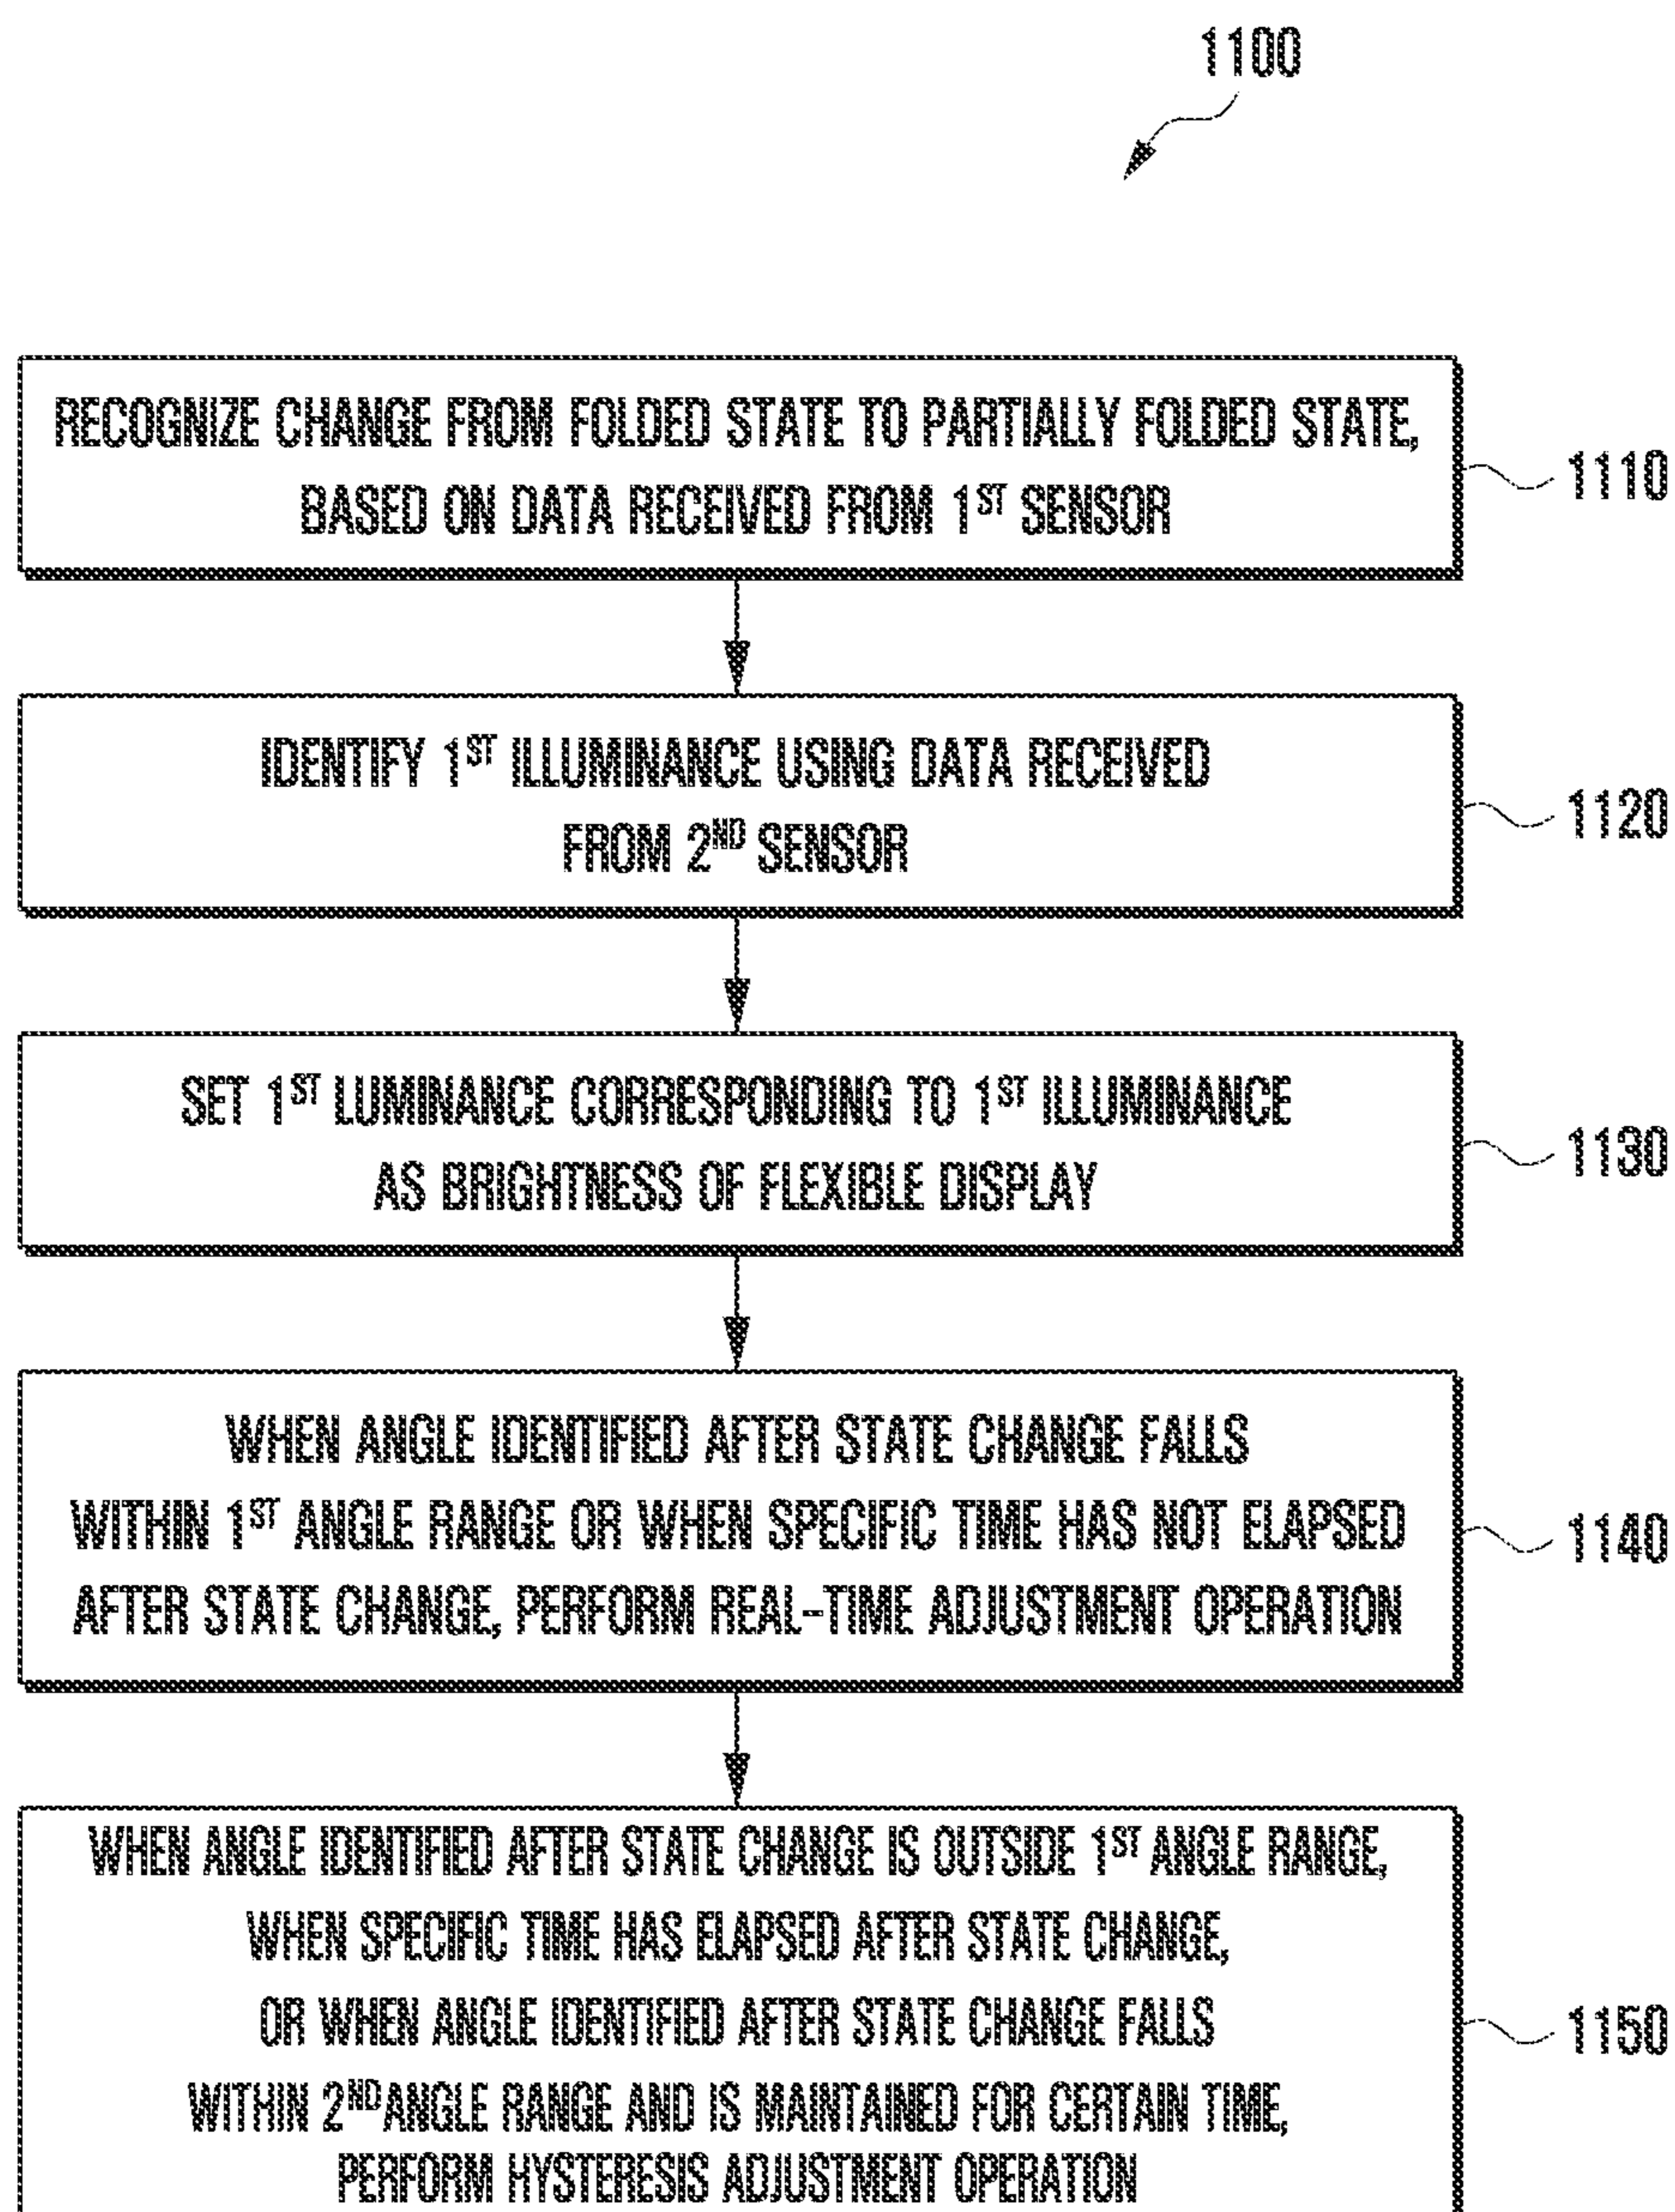 1100
RECOGNIZE CHANGE FROM FOLDED STATE TO PARTIALLY FOLDED STATE,
BASED ON DATA RECEIVED FROM 1ST SENSOR
1110
IDENTIFY 1ST ILLUMINANCE USING DATA RECEIVED
FROM 2ND SENSOR
1120
SET 1ST LUMINANCE CORRESPONDING TO 1ST ILLUMINANCE
AS BRIGHTNESS OF FLEXIBLE DISPLAY
1130
WHEN ANGLE IDENTIFIED AFTER STATE CHANGE FALLS
WITHIN 1ST ANGLE RANGE OR WHEN SPECIFIC TIME HAS NOT ELAPSED
AFTER STATE CHANGE, PERFORM REAL-TIME ADJUSTMENT OPERATION
1140
WHEN ANGLE IDENTIFIED AFTER STATE CHANGE IS OUTSIDE 1ST ANGLE RANGE,
WHEN SPECIFIC TIME HAS ELAPSED AFTER STATE CHANGE,
OR WHEN ANGLE IDENTIFIED AFTER STATE CHANGE FALLS
WITHIN 2ND ANGLE RANGE AND IS MAINTAINED FOR CERTAIN TIME,
PERFORM HYSTERESIS ADJUSTMENT OPERATION
1150